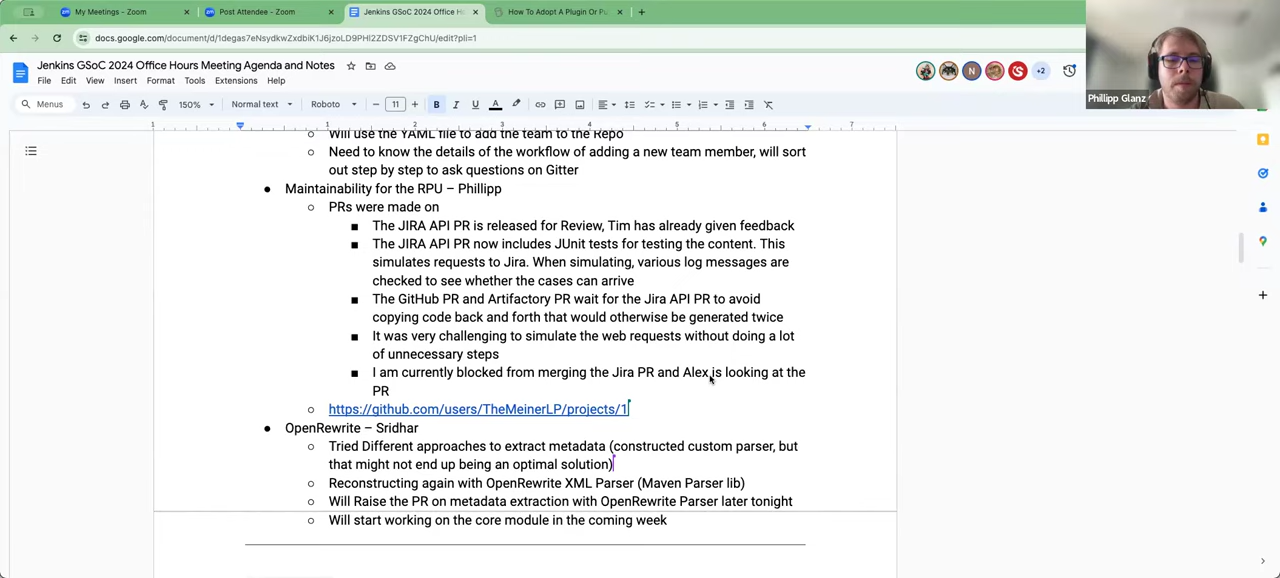 My Meetings - Zoom
Post Attendee - Zoom
Jenkins GSoC 2024 Office H
How To Adopt A Plugin Or Pu
docs.google.com/document/d/1degas7eNsydkwZxdbiK1J6jzoLD9PHl2ZDSV1FZgChU/edit?pli=1
Jenkins GSoC 2024 Office Hours Meeting Agenda and Notes
File Edit View Insert Format Tools Extensions Help
+2
Phillipp Glanz
Menus 150% Normal text Roboto 11 B I U A
1 1 2 3 4 5 6 7
Will use the YAML file to add the team to the Repo
Need to know the details of the workflow of adding a new team member, will sort
out step by step to ask questions on Gitter
Maintainability for the RPU – Phillipp
PRs were made on
The JIRA API PR is released for Review, Tim has already given feedback
The JIRA API PR now includes JUnit tests for testing the content. This
simulates requests to Jira. When simulating, various log messages are
checked to see whether the cases can arrive
The GitHub PR and Artifactory PR wait for the Jira API PR to avoid
copying code back and forth that would otherwise be generated twice
It was very challenging to simulate the web requests without doing a lot
of unnecessary steps
I am currently blocked from merging the Jira PR and Alex is looking at the
PR
https://github.com/users/TheMeinerLP/projects/1
OpenRewrite – Sridhar
Tried Different approaches to extract metadata (constructed custom parser, but
that might not end up being an optimal solution)
Reconstructing again with OpenRewrite XML Parser (Maven Parser lib)
Will Raise the PR on metadata extraction with OpenRewrite Parser later tonight
Will start working on the core module in the coming week